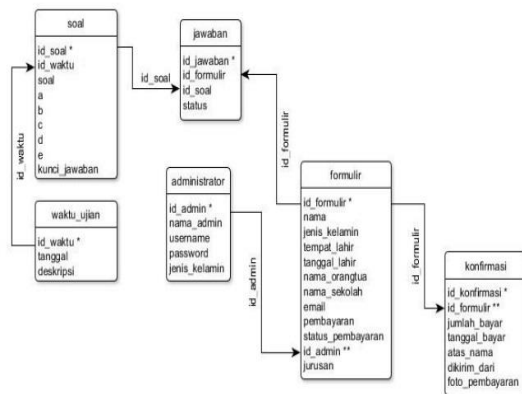 soal
id_soal *
id_waktu
soal
a
b
c
d
e
kunci_jawaban
id_soal
jawaban
id_jawaban *
id_formulir
id_soal
status
id_waktu
waktu_ujian
id_waktu *
tanggal
deskripsi
administrator
id_admin *
nama_admin
username
password
jenis_kelamin
id_admin
id_formulir
formulir
id_formulir *
nama
jenis_kelamin
tempat_lahir
tanggal_lahir
nama_orangtua
nama_sekolah
email
pembayaran
status_pembayaran
id_admin **
jurusan
id_formulir
konfirmasi
id_konfirmasi *
id_formulir **
jumlah_bayar
tanggal_bayar
atas_nama
dikirim_dari
foto_pembayaran